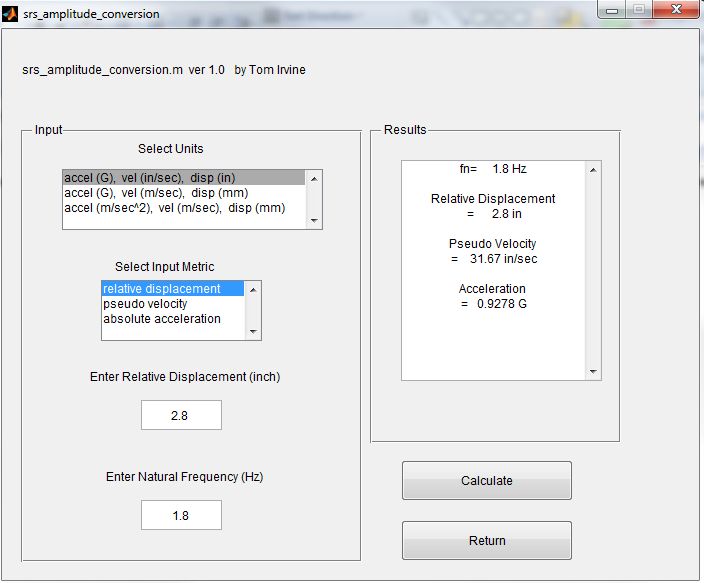 srs_amplitude_conversion
srs_amplitude_conversion.m ver 1.0 by Tom Irvine
Input
Select Units
accel (G), vel (in/sec), disp (in)
accel (G), vel (m/sec), disp (mm)
accel (m/sec^2), vel (m/sec), disp (mm)
Select Input Metric
relative displacement
pseudo velocity
absolute acceleration
Enter Relative Displacement (inch)
2.8
Enter Natural Frequency (Hz)
1.8
Results
fn= 1.8 Hz
Relative Displacement
= 2.8 in
Pseudo Velocity
= 31.67 in/sec
Acceleration
= 0.9278 G
Calculate
Return